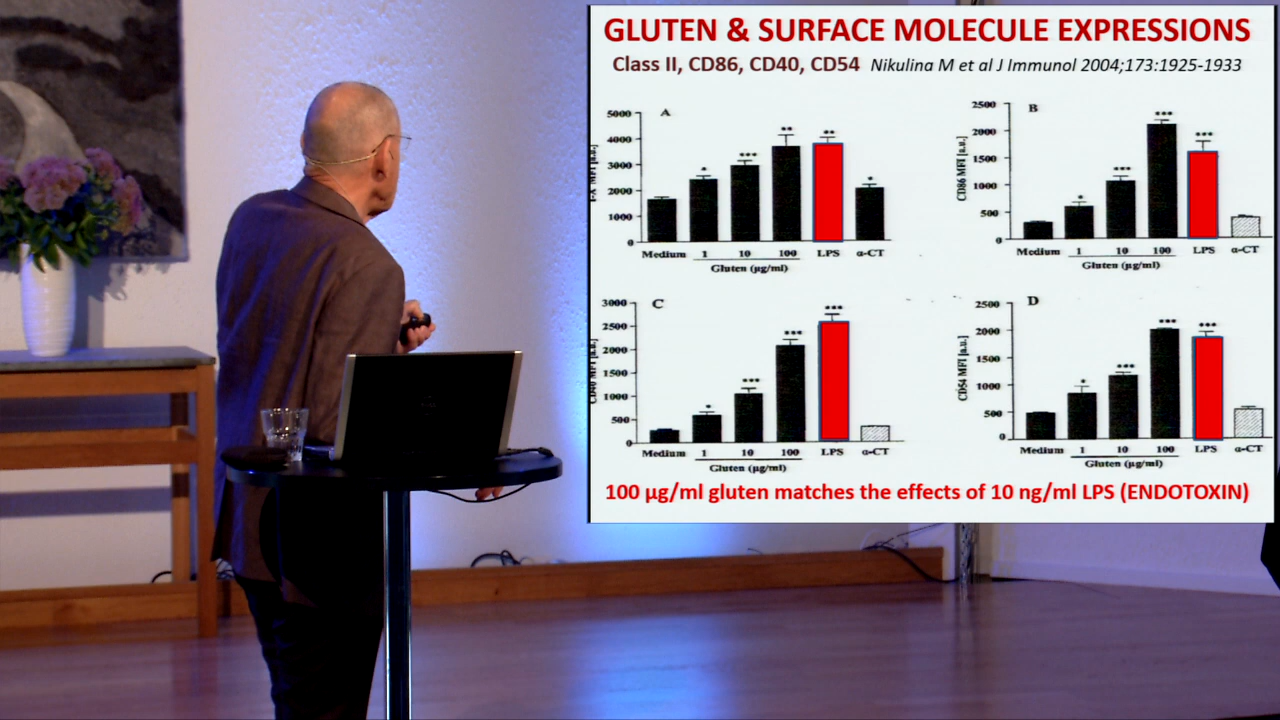 GLUTEN & SURFACE MOLECULE EXPRESSIONS
Class II, CD86, CD40, CD54 Nikulina M et al J Immunol 2004;173:1925-1933
A
5000
4000
3000
2000
1000
0
MFI [a.u.]
*
***
**
**
*
Medium 1 10 100 LPS α-CT
Gluten (µg/ml)
B
2500
2000
1500
1000
500
0
CD86 MFI [a.u.]
*
***
***
***
Medium 1 10 100 LPS α-CT
Gluten (µg/ml)
C
3000
2500
2000
1500
1000
500
0
CD40 MFI [a.u.]
*
***
***
***
Medium 1 10 100 LPS α-CT
Gluten (µg/ml)
D
2500
2000
1500
1000
500
0
CD54 MFI [a.u.]
*
***
***
***
Medium 1 10 100 LPS α-CT
Gluten (µg/ml)
100 µg/ml gluten matches the effects of 10 ng/ml LPS (ENDOTOXIN)